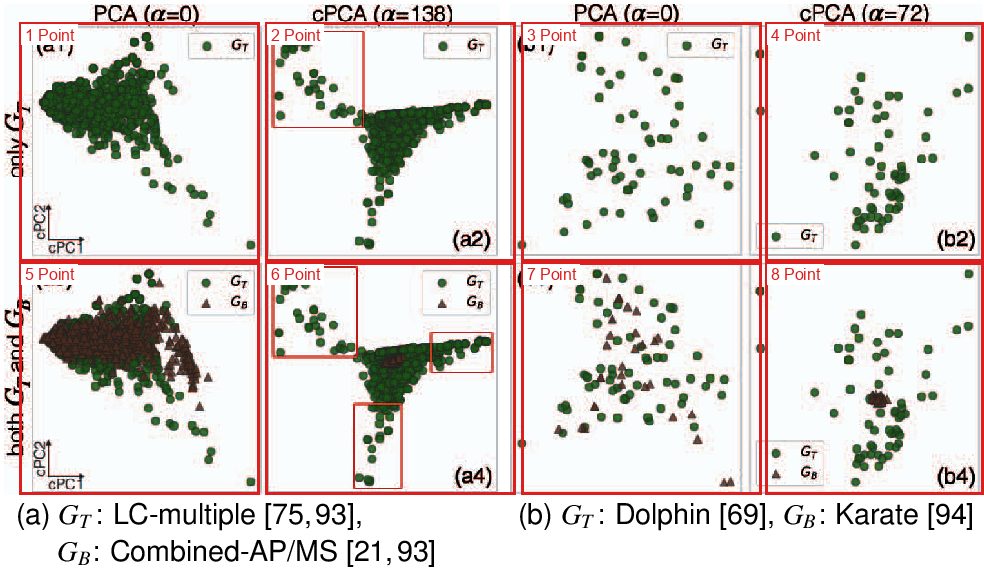 PCA (α=0) cPCA (α=138) PCA (α=0) cPCA (α=72)
1 Point 2 Point 3 Point 4 Point
G_T G_T
only G_T
cPC2
cPC1
(a2) G_T (b2)
5 Point 6 Point 7 Point 8 Point
G_T G_T
G_B G_B
both G_T and G_B
cPC2
cPC1
G_T
G_B
(a4) (b4)
(a) G_T: LC-multiple [75,93], (b) G_T: Dolphin [69], G_B: Karate [94]
G_B: Combined-AP/MS [21,93]